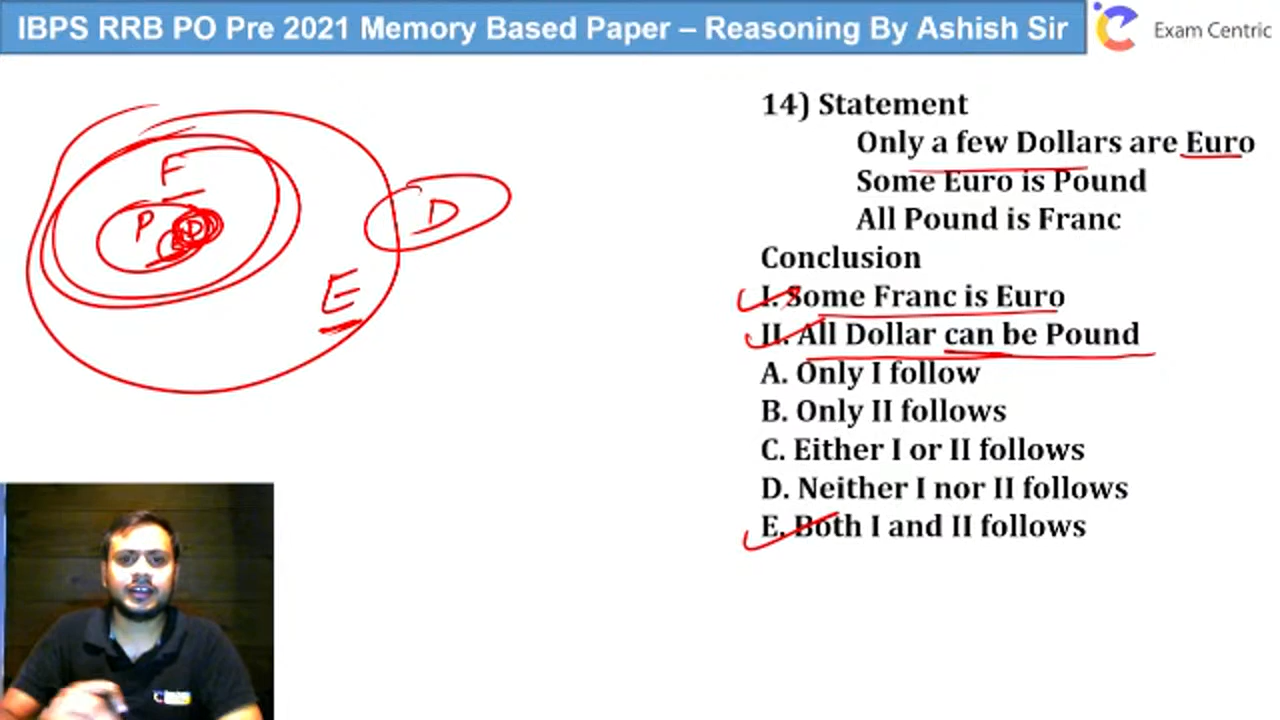 IBPS RRB PO Pre 2021 Memory Based Paper – Reasoning By Ashish Sir
Exam Centric
14) Statement
Only a few Dollars are Euro
Some Euro is Pound
All Pound is Franc
Conclusion
I. Some Franc is Euro
II. All Dollar can be Pound
A. Only I follow
B. Only II follows
C. Either I or II follows
D. Neither I nor II follows
E. Both I and II follows
F
P
D
D
E